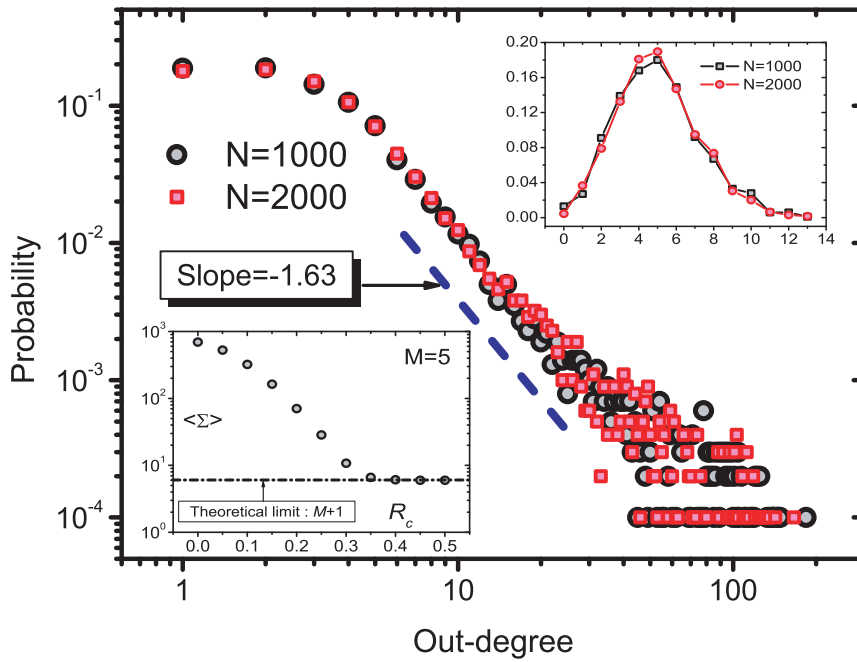 0.20
0.16
0.12
0.08
0.04
0.00
0 2 4 6 8 10 12 14
N=1000
N=2000
N=1000
N=2000
Slope=-1.63
10^3
10^2
10^1
10^0
<Σ>
M=5
Theoretical limit : M+1
R_c
0.0 0.1 0.2 0.3 0.4 0.5
10^-1
10^-2
10^-3
10^-4
Probability
1 10 100
Out-degree